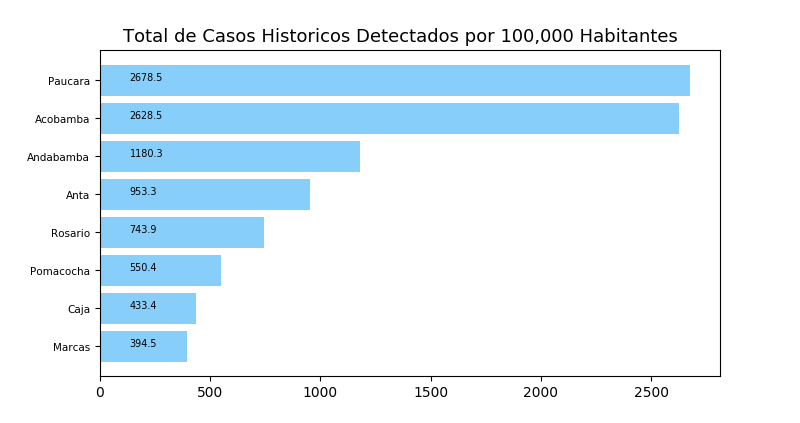 Total de Casos Historicos Detectados por 100,000 Habitantes
Paucara 2678.5
Acobamba 2628.5
Andabamba 1180.3
Anta 953.3
Rosario 743.9
Pomacocha 550.4
Caja 433.4
Marcas 394.5
0 500 1000 1500 2000 2500